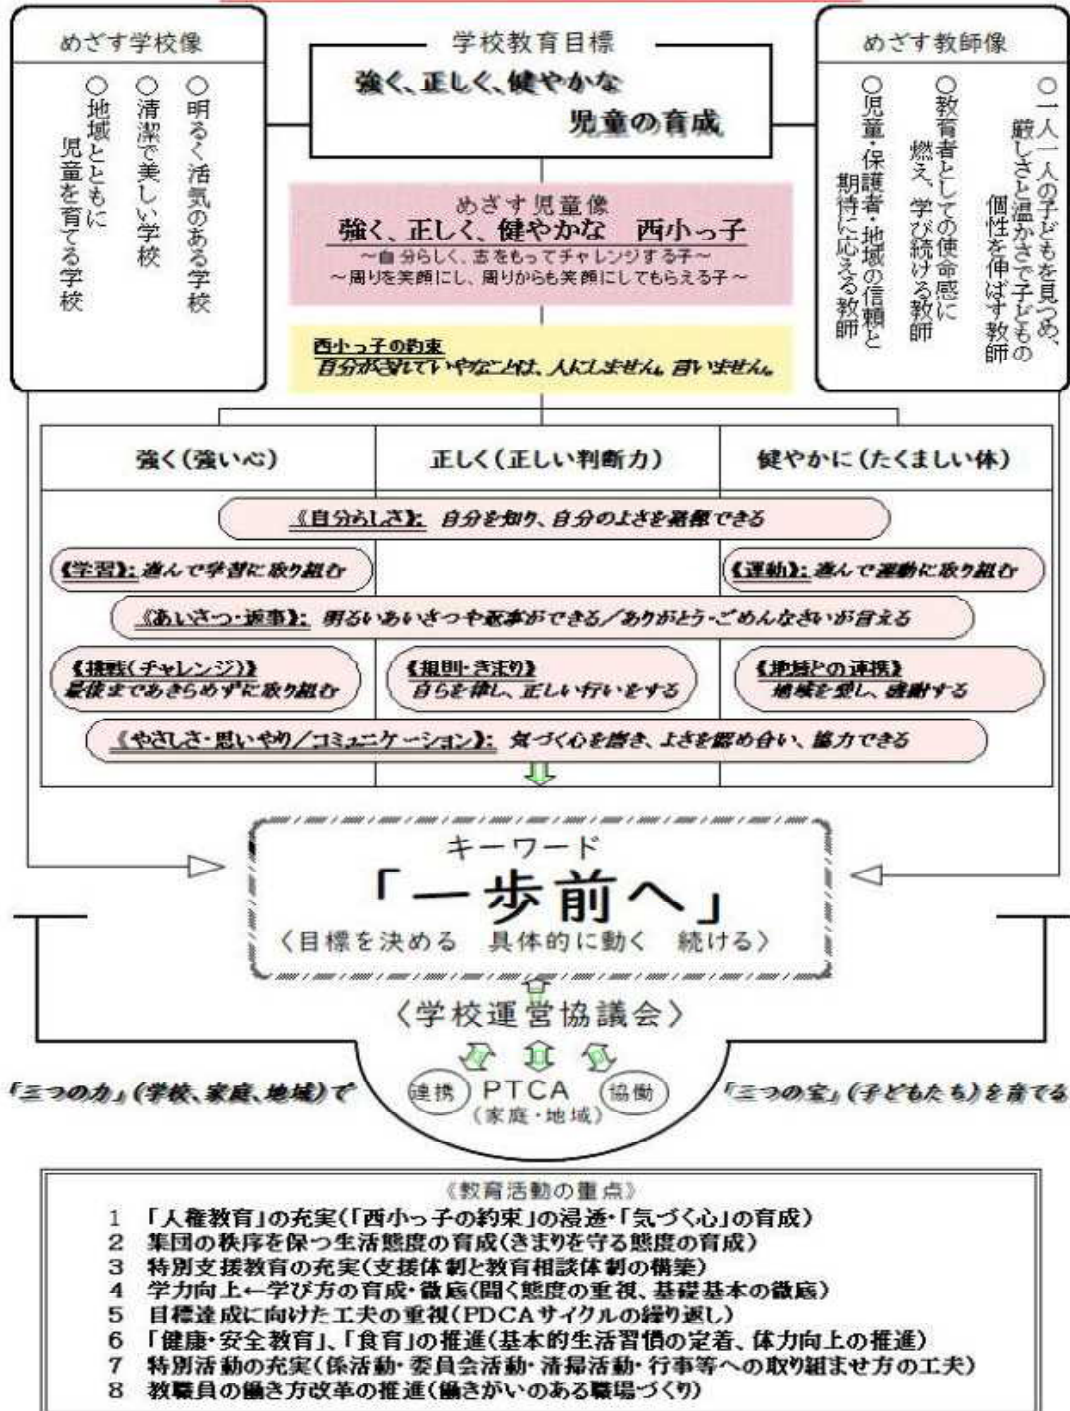 めざす学校像
○明るく活気のある学校
○清潔で美しい学校
○地域とともに
児童を育てる学校
学校教育目標
強く、正しく、健やかな
児童の育成
めざす教師像
○一人一人の子どもを見つめ、
厳しさと温かさで子どもの
個性を伸ばす教師
○教育者としての使命感に
燃え、学び続ける教師
○児童・保護者・地域の信頼と
期待に応える教師
めざす児童像
強く、正しく、健やかな 西小っ子
～自分らしく、志をもってチャレンジする子～
～周りを笑顔にし、周りからも笑顔にしてもらえる子～
西小っ子の約束
自分がされていやなことは、人にしません。言いません。
強く(強い心)
正しく(正しい判断力)
健やかに(たくましい体)
《自分らしさ》: 自分を知り、自分のよさを発揮できる
《学習》: 進んで学習に取り組む
《運動》: 進んで運動に取り組む
《あいさつ・返事》: 明るいあいさつや返事ができる/ありがとう・ごめんなさいが言える
《挑戦(チャレンジ)》
最後まであきらめずに取り組む
《規則・きまり》
自らを律し、正しい行いをする
《地域との連携》
地域を愛し、感謝する
《やさしさ・思いやり/コミュニケーション》: 気づく心を磨き、よさを認め合い、協力できる
キーワード
「一歩前へ」
〈目標を決める 具体的に動く 続ける〉
〈学校運営協議会〉
連携 PTCA 協働
(家庭・地域)
「三つの力」(学校、家庭、地域)で
「三つの宝」(子どもたち)を育てる
《教育活動の重点》
1 「人権教育」の充実(「西小っ子の約束」の浸透・「気づく心」の育成)
2 集団の秩序を保つ生活態度の育成(きまりを守る態度の育成)
3 特別支援教育の充実(支援体制と教育相談体制の構築)
4 学力向上←学び方の育成・徹底(聞く態度の重視、基礎基本の徹底)
5 目標達成に向けた工夫の重視(PDCAサイクルの繰り返し)
6 「健康・安全教育」、「食育」の推進(基本的生活習慣の定着、体力向上の推進)
7 特別活動の充実(係活動・委員会活動・清掃活動・行事等への取り組ませ方の工夫)
8 教職員の働き方改革の推進(働きがいのある職場づくり)